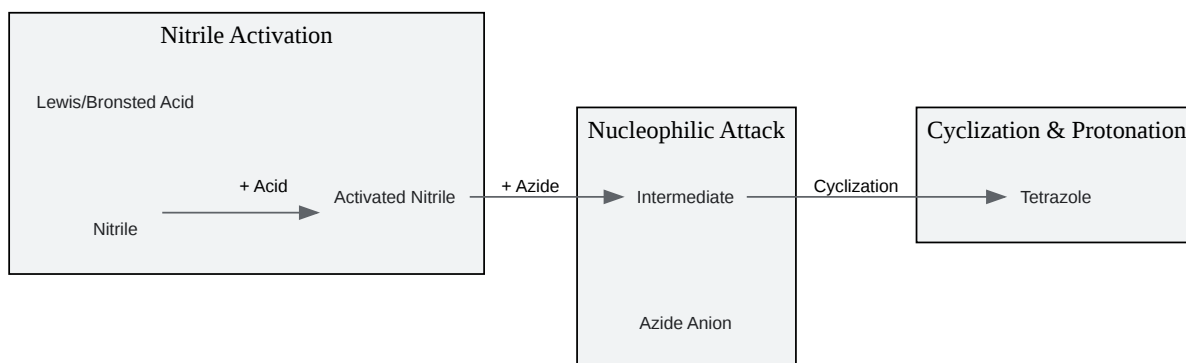 Nitrile Activation
Lewis/Bronsted Acid
+ Acid
Activated Nitrile
Nitrile
+ Azide
Nucleophilic Attack
Intermediate
Azide Anion
Cyclization
Cyclization & Protonation
Tetrazole